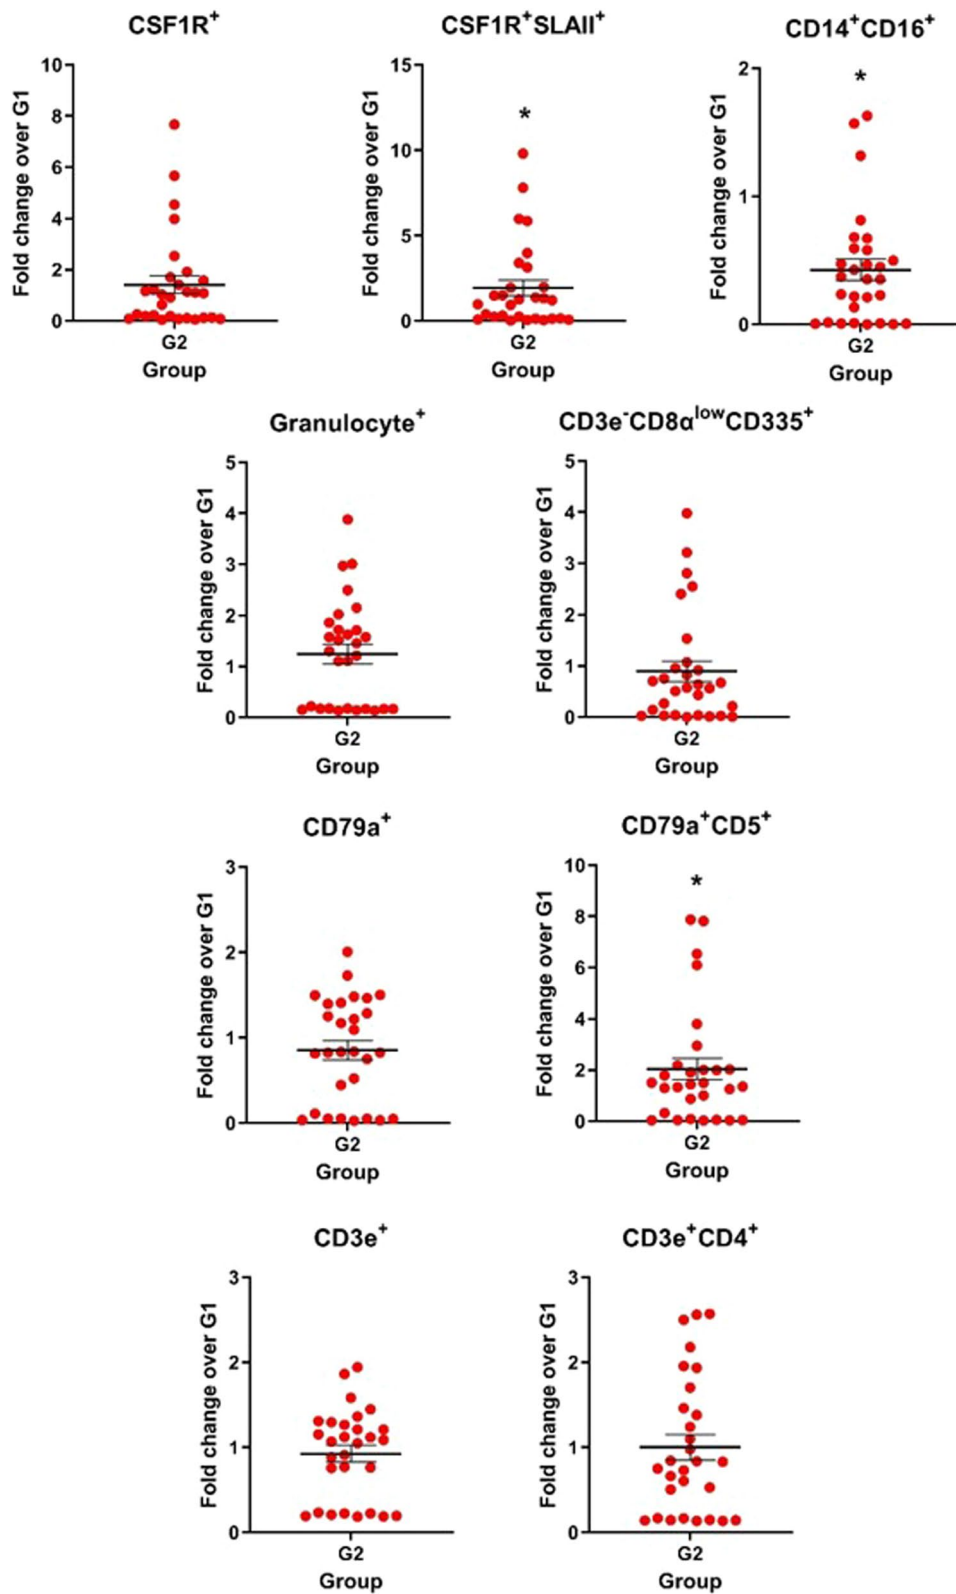 CSF1R⁺
CSF1R⁺SLAII⁺
CD14⁺CD16⁺
Fold change over G1
10
8
6
4
2
0
G2
Group
Fold change over G1
15
10
5
0
*
G2
Group
Fold change over G1
2
1
0
*
G2
Group
Granulocyte⁺
CD3e⁻CD8αˡᵒʷCD335⁺
Fold change over G1
5
4
3
2
1
0
G2
Group
Fold change over G1
5
4
3
2
1
0
G2
Group
CD79a⁺
CD79a⁺CD5⁺
Fold change over G1
3
2
1
0
G2
Group
Fold change over G1
10
8
6
4
2
0
*
G2
Group
CD3e⁺
CD3e⁺CD4⁺
Fold change over G1
3
2
1
0
G2
Group
Fold change over G1
3
2
1
0
G2
Group